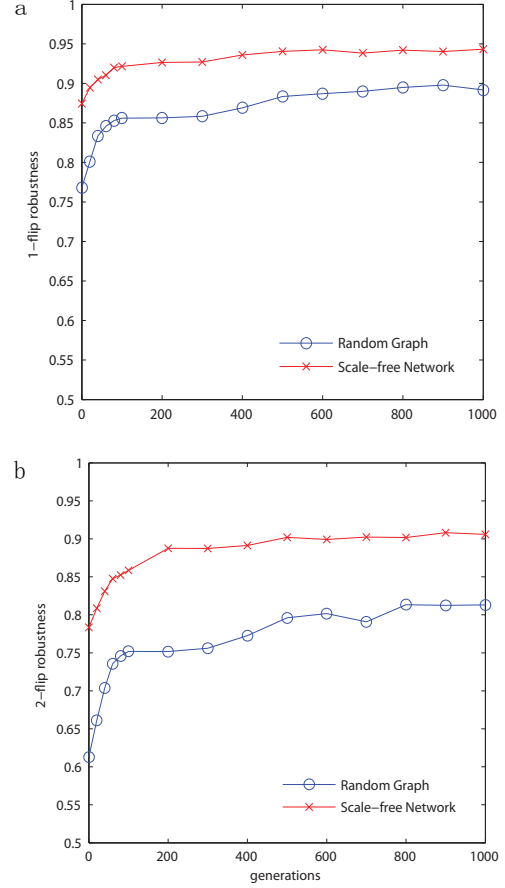 a
1
0.95
0.9
0.85
0.8
0.75
0.7
0.65
0.6
0.55
0.5
1−flip robustness
Random Graph
Scale−free Network
0 200 400 600 800 1000
b
1
0.95
0.9
0.85
0.8
0.75
0.7
0.65
0.6
0.55
0.5
2−flip robustness
Random Graph
Scale−free Network
0 200 400 600 800 1000
generations